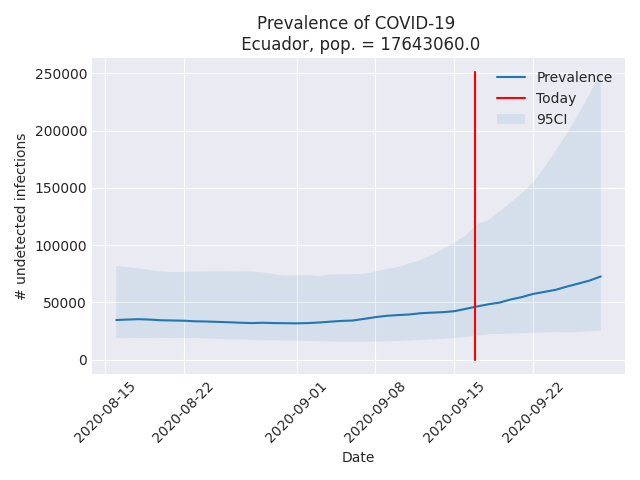 Prevalence of COVID-19
Ecuador, pop. = 17643060.0
250000
200000
150000
100000
50000
0
# undetected infections
Prevalence
Today
95CI
2020-08-15
2020-08-22
2020-09-01
2020-09-08
2020-09-15
2020-09-22
Date